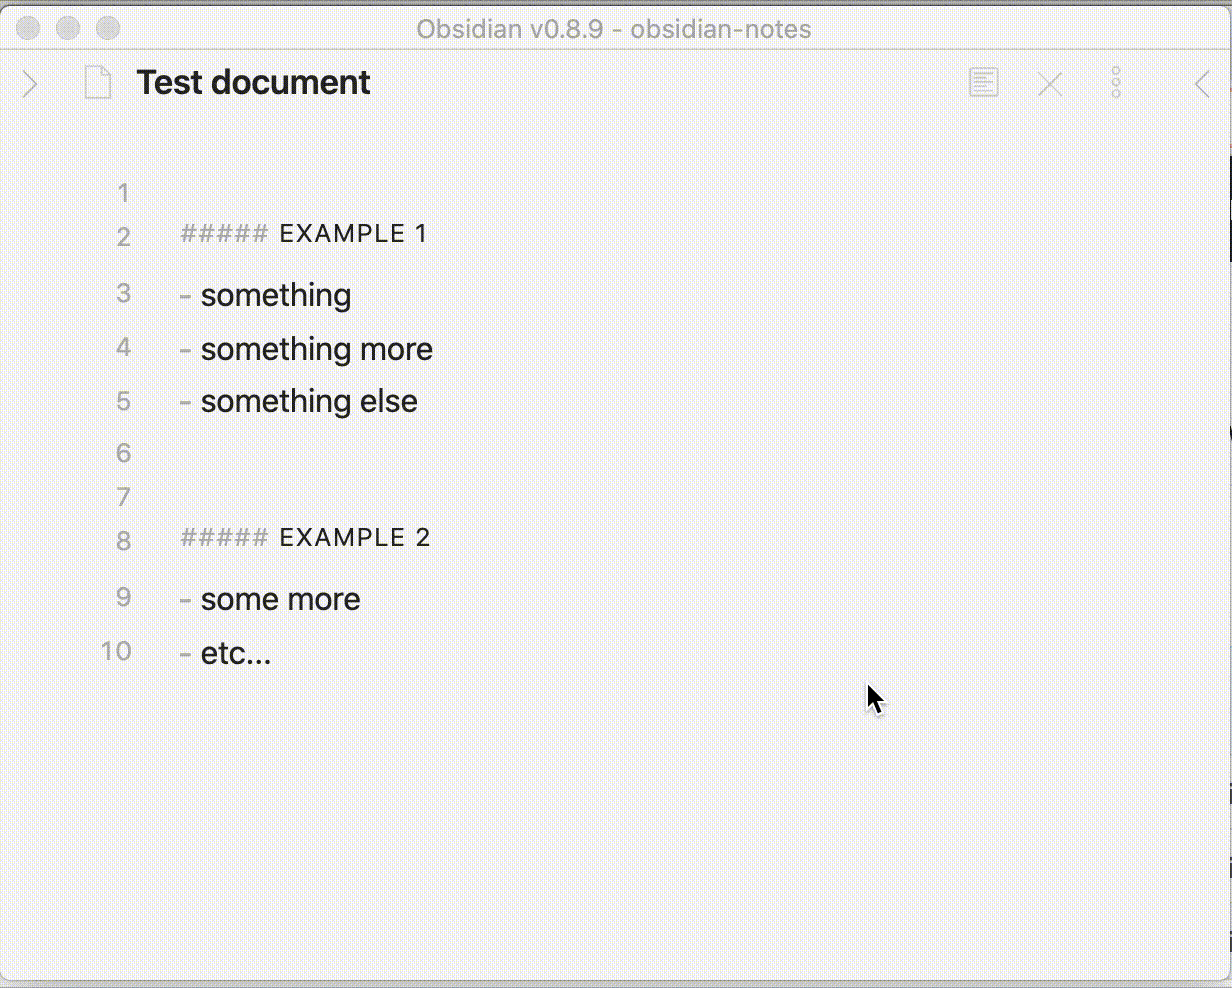 Obsidian v0.8.9 - obsidian-notes
Test document
1
2 ##### EXAMPLE 1
3 - something
4 - something more
5 - something else
6
7
8 ##### EXAMPLE 2
9 - some more
10 - etc...